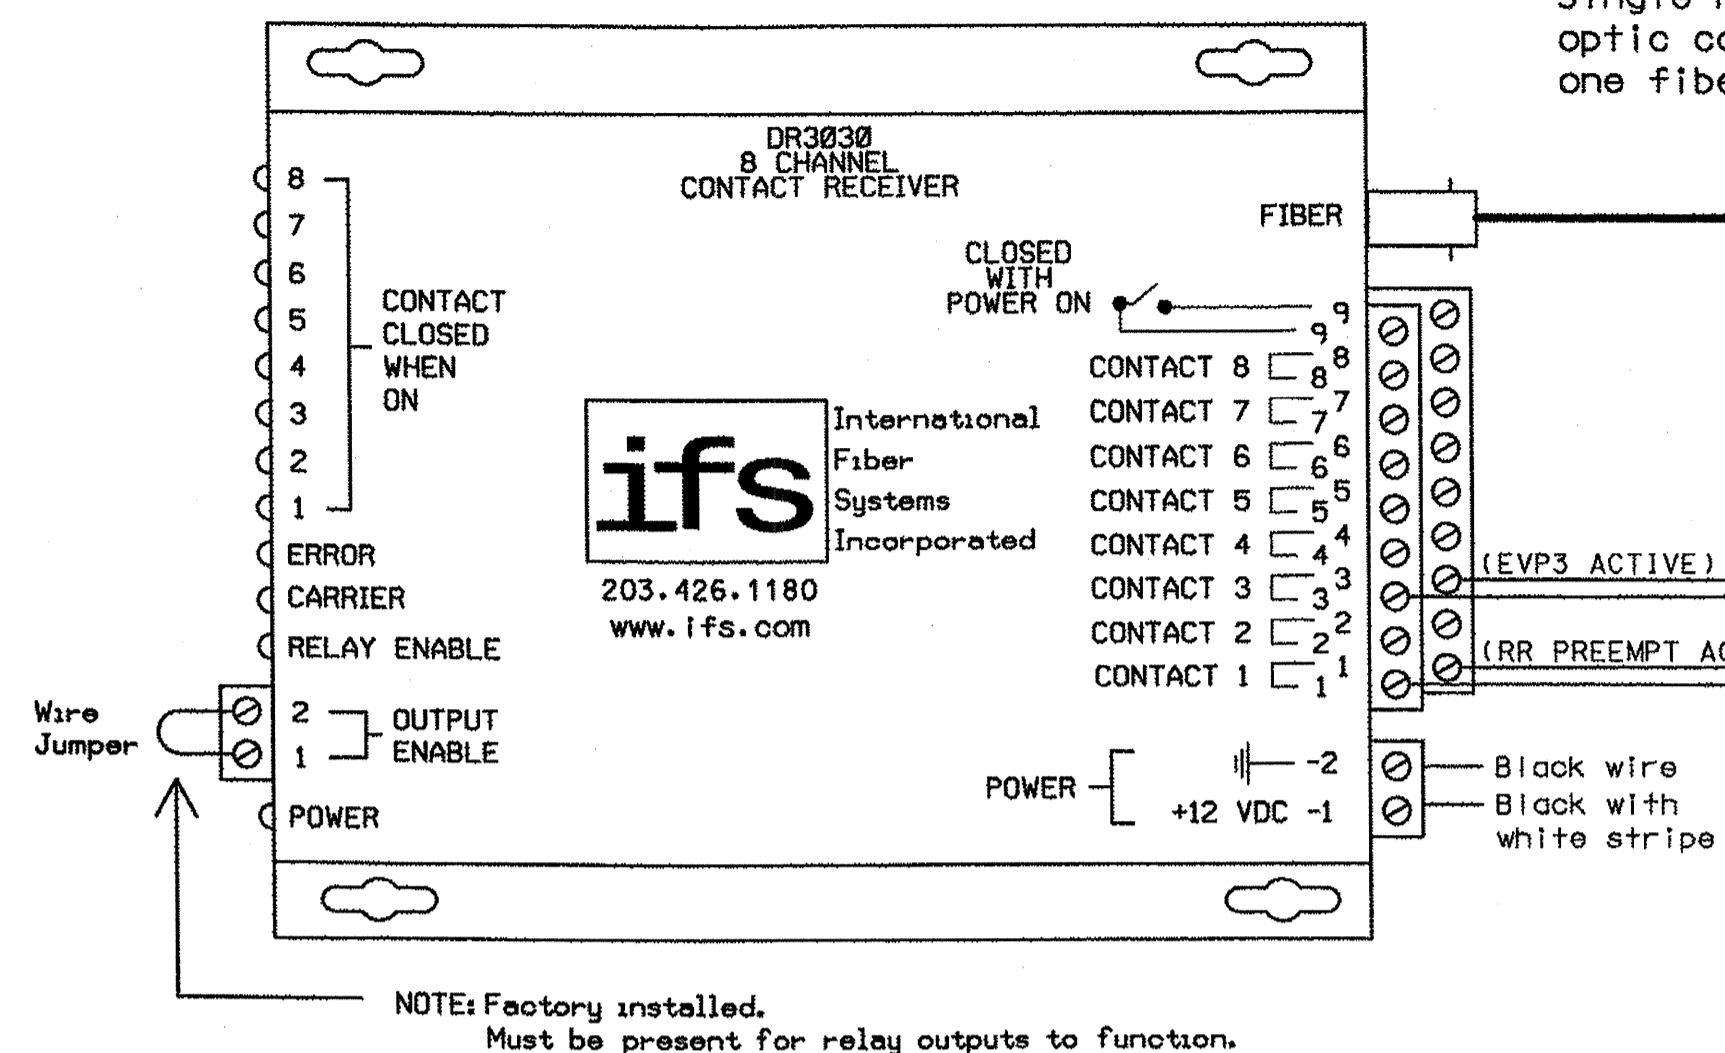 optic
one
DR3030
8 CHANNEL
CONTACT RECEIVER
FIBER
CLOSED
WITH
POWER ON
9
9
8
7
6
5
4
3
2
1
CONTACT
CLOSED
WHEN
ON
ERROR
CARRIER
RELAY ENABLE
ifs
International
Fiber
Systems
Incorporated
203.426.1180
www.ifs.com
CONTACT 8 8 8
CONTACT 7 7 7
CONTACT 6 6 6
CONTACT 5 5 5
CONTACT 4 4 4
CONTACT 3 3 3
CONTACT 2 2 2
CONTACT 1 1 1
(EVP3 ACTIVE)
(RR PREEMPT
Wire
Jumper
2
1
OUTPUT
ENABLE
POWER
POWER
-2
+12 VDC -1
Black wire
Black with
white stripe
NOTE: Factory installed.
Must be present for relay outputs to function.